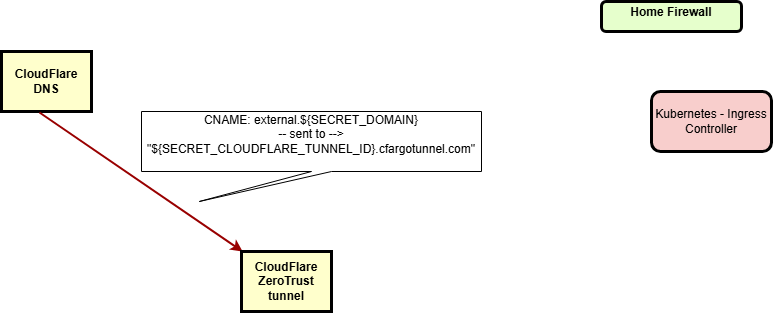 Home Firewall
CloudFlare
DNS
CNAME: external.${SECRET_DOMAIN}
-- sent to -->
"${SECRET_CLOUDFLARE_TUNNEL_ID}.cfargotunnel.com"
Kubernetes - Ingress
Controller
CloudFlare
ZeroTrust
tunnel